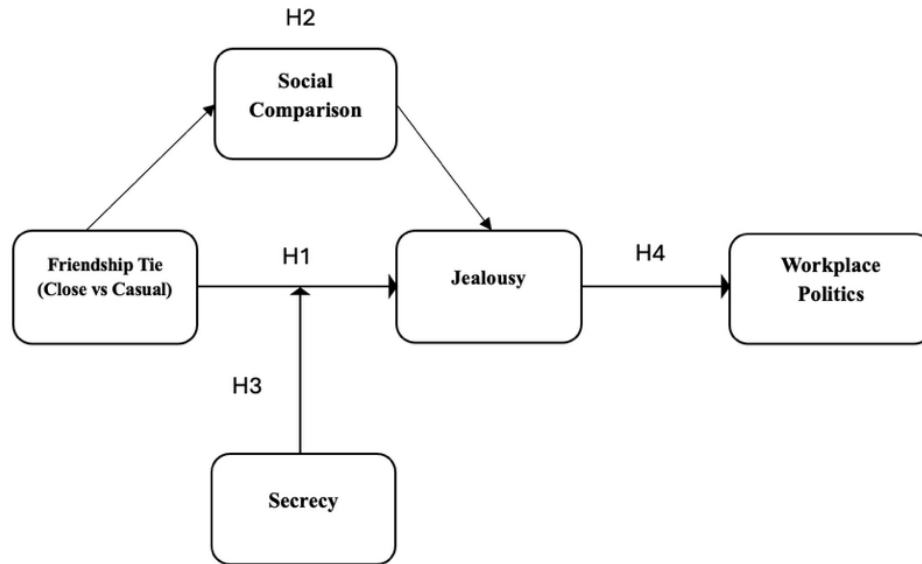 H2
Social
Comparison
Friendship Tie
(Close vs Casual)
H1
Jealousy
H4
Workplace
Politics
H3
Secrecy